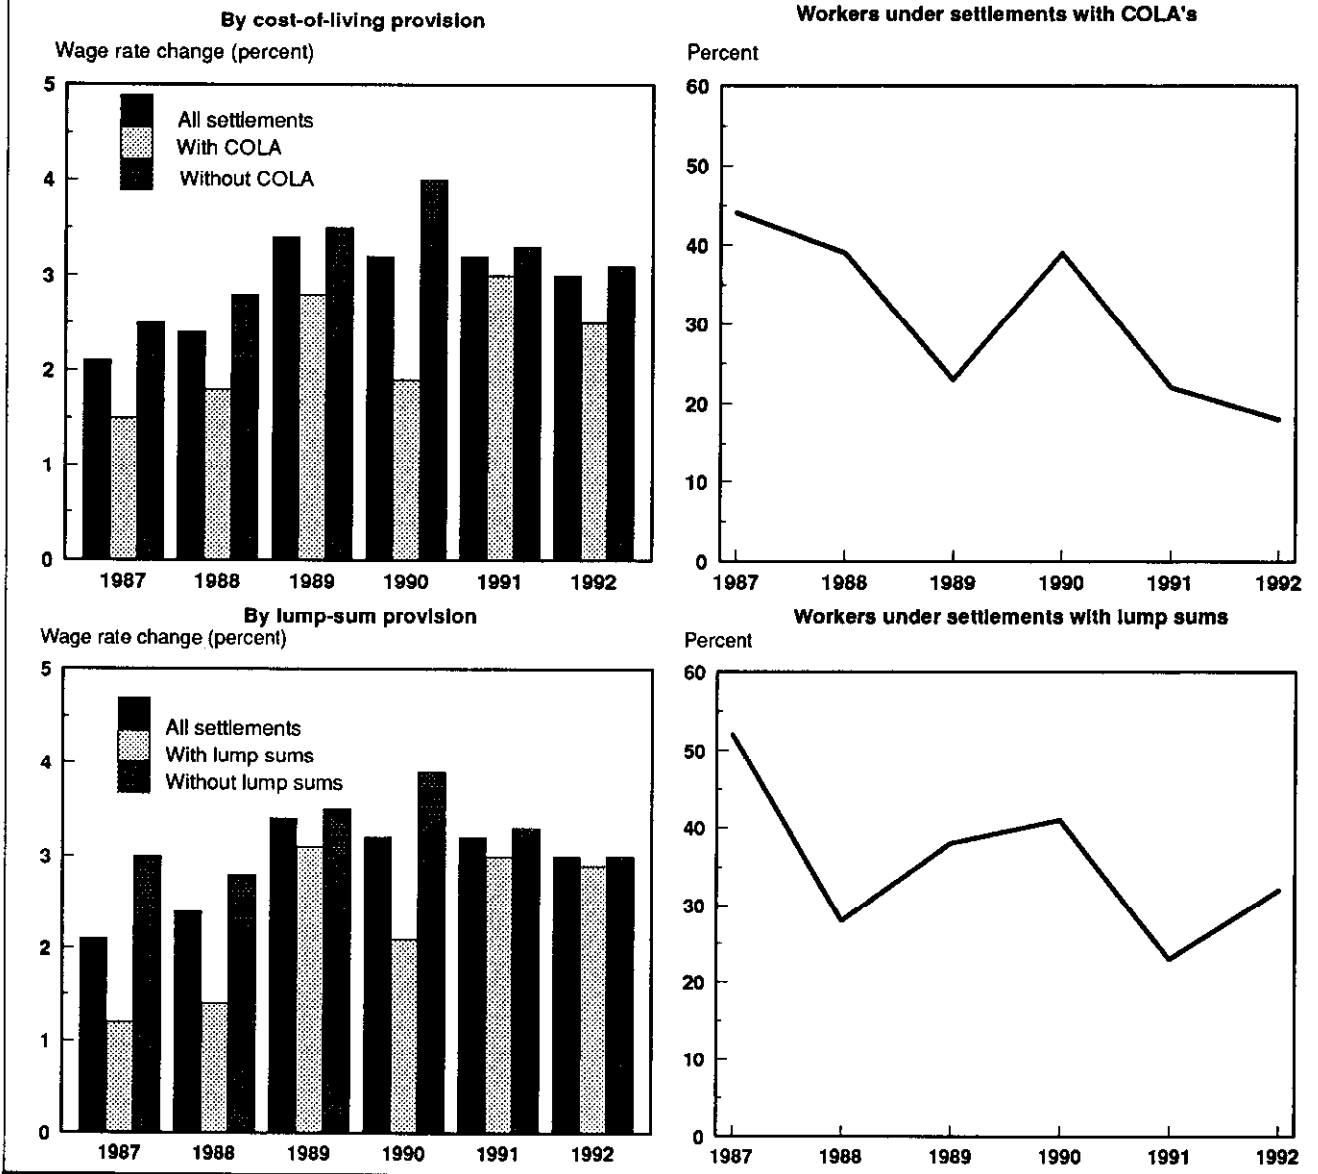 By cost-of-living provision
Wage rate change (percent)
5
4
3
2
1
0
All settlements
With COLA
Without COLA
1987 1988 1989 1990 1991 1992
Workers under settlements with COLA's
Percent
60
50
40
30
20
10
0
1987 1988 1989 1990 1991 1992
By lump-sum provision
Wage rate change (percent)
5
4
3
2
1
0
All settlements
With lump sums
Without lump sums
1987 1988 1989 1990 1991 1992
Workers under settlements with lump sums
Percent
60
50
40
30
20
10
0
1987 1988 1989 1990 1991 1992